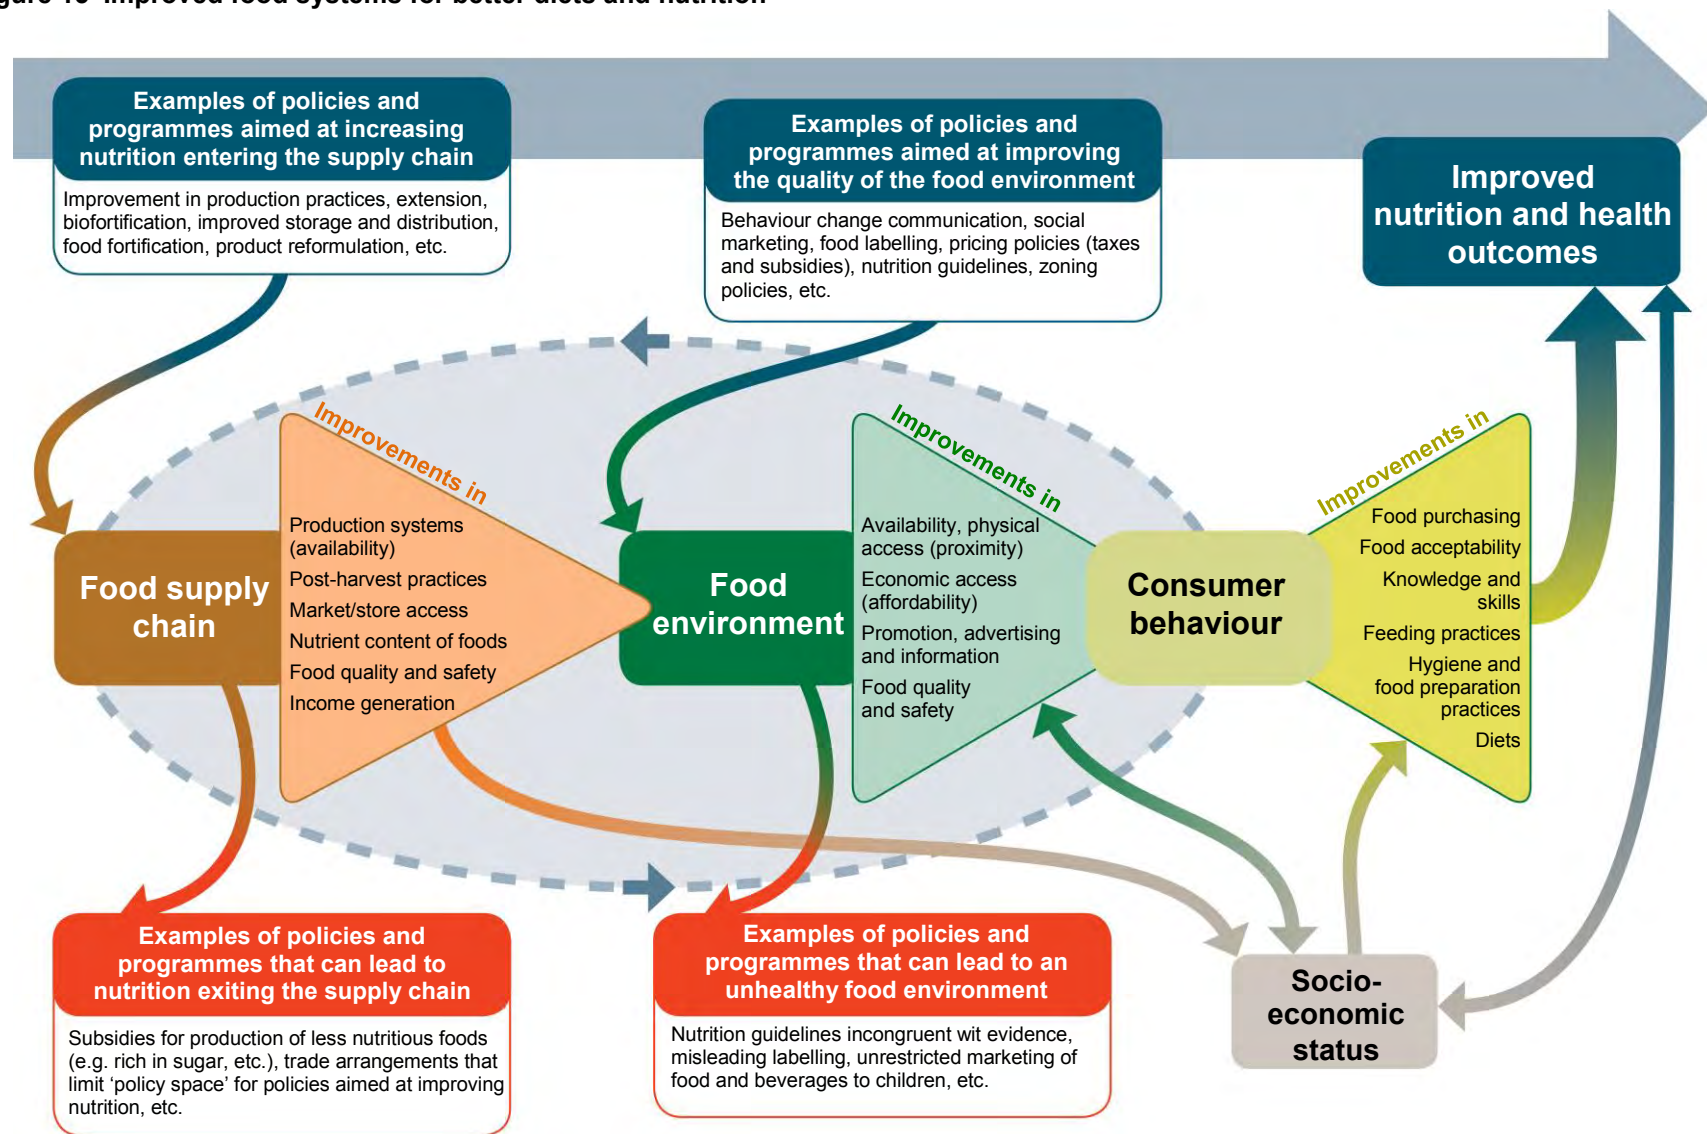 Improved food systems for better diets and nutrition
Examples of policies and
programmes aimed at increasing
nutrition entering the supply chain
Improvement in production practices, extension,
biofortification, improved storage and distribution,
food fortification, product reformulation, etc.
Examples of policies and
programmes aimed at improving
the quality of the food environment
Behaviour change communication, social
marketing, food labelling, pricing policies (taxes
and subsidies), nutrition guidelines, zoning
policies, etc.
Improved
nutrition and health
outcomes
Food supply
chain
Improvements in
Production systems
(availability)
Post-harvest practices
Market/store access
Nutrient content of foods
Food quality and safety
Income generation
Food
environment
Improvements in
Availability, physical
access (proximity)
Economic access
(affordability)
Promotion, advertising
and information
Food quality
and safety
Consumer
behaviour
Improvements in
Food purchasing
Food acceptability
Knowledge and
skills
Feeding practices
Hygiene and
food preparation
practices
Diets
Examples of policies and
programmes that can lead to
nutrition exiting the supply chain
Subsidies for production of less nutritious foods
(e.g. rich in sugar, etc.), trade arrangements that
limit ‘policy space’ for policies aimed at improving
nutrition, etc.
Examples of policies and
programmes that can lead to an
unhealthy food environment
Nutrition guidelines incongruent wit evidence,
misleading labelling, unrestricted marketing of
food and beverages to children, etc.
Socio-
economic
status